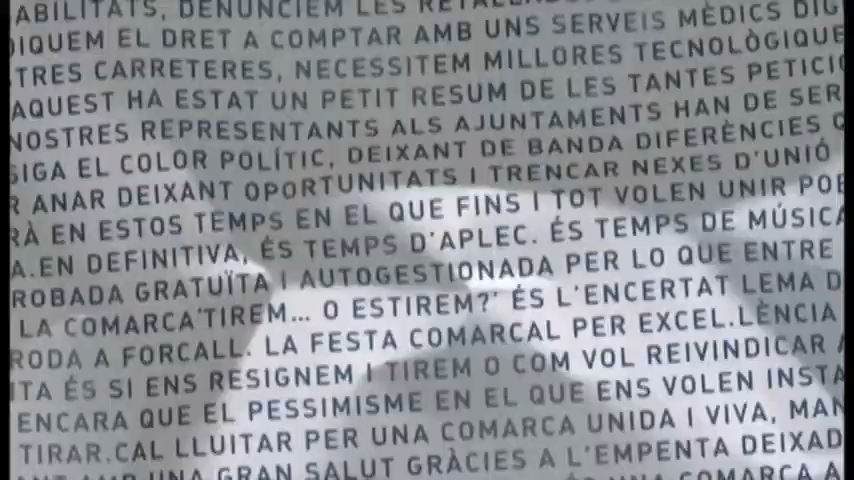 ABILITATS, DENUNCIEM LES
IQUEM EL DRET A COMPTAR AMB UNS SERVEIS MÈDICS DIG
TRES CARRETERES, NECESSITEM MILLORES TECNOLÒGIQUE
AQUEST HA ESTAT UN PETIT RESUM DE LES TANTES PETICI
NOSTRES REPRESENTANTS ALS AJUNTAMENTS HAN DE SER
SIGA EL COLOR POLÍTIC, DEIXANT DE BANDA DIFERÈNCIES
R ANAR DEIXANT OPORTUNITATS I TRENCAR NEXES D'UNIÓ
RÀ EN ESTOS TEMPS EN EL QUE FINS I TOT VOLEN UNIR POB
A.EN DEFINITIVA, ÉS TEMPS D'APLEC. ÉS TEMPS DE MÚSICA
ROBADA GRATUÏTA I AUTOGESTIONADA PER LO QUE ENTRE
LA COMARCA'TIREM... O ESTIREM?' ÉS L'ENCERTAT LEMA D
RODA A FORCALL. LA FESTA COMARCAL PER EXCEL.LÈNCIA
ITA ÉS SI ENS RESIGNEM I TIREM O COM VOL REIVINDICAR A
ENCARA QUE EL PESSIMISME EN EL QUE ENS VOLEN INSTA
TIRAR.CAL LLUITAR PER UNA COMARCA UNIDA I VIVA, MAN
UNA GRAN SALUT GRÀCIES A L'EMPENTA DEIXAD
UNA COMARCA A